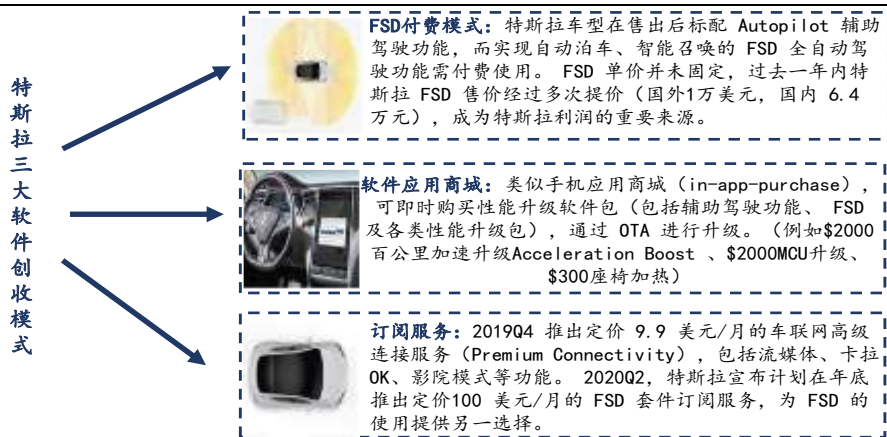 特斯拉三大软件创收模式
FSD付费模式：特斯拉车型在售出后标配 Autopilot 辅助
驾驶功能，而实现自动泊车、智能召唤的 FSD 全自动驾
驶功能需付费使用。 FSD 单价并未固定，过去一年内特
斯拉 FSD 售价经过多次提价（国外1万美元，国内 6.4
万元），成为特斯拉利润的重要来源。
软件应用商城：类似手机应用商城（in-app-purchase），
可即时购买性能升级软件包（包括辅助驾驶功能、 FSD
及各类性能升级包），通过 OTA 进行升级。（例如$2000
百公里加速升级Acceleration Boost 、$2000MCU升级、
$300座椅加热）
订阅服务：2019Q4 推出定价 9.9 美元/月的车联网高级
连接服务（Premium Connectivity），包括流媒体、卡拉
OK、影院模式等功能。 2020Q2，特斯拉宣布计划在年底
推出定价100 美元/月的 FSD 套件订阅服务，为 FSD 的
使用提供另一选择。